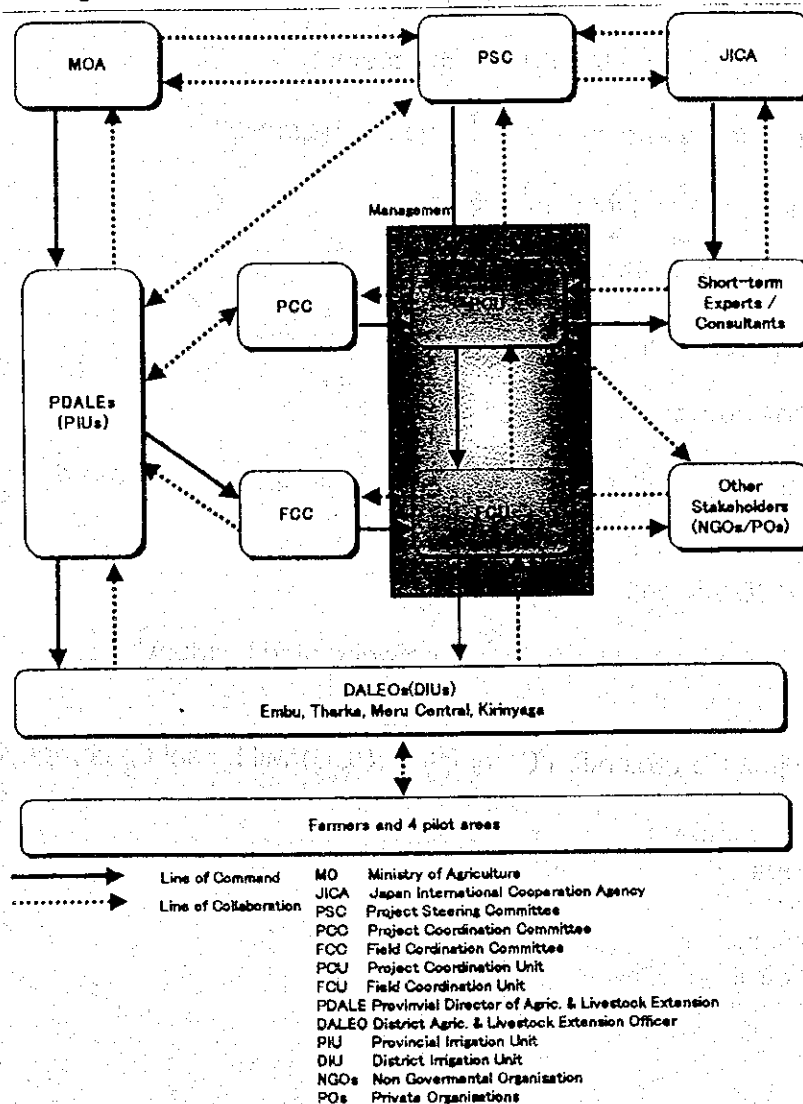 MOA
PSC
JICA
Management
PCC
PCU
Short-term
Experts /
Consultants
PDALEs
(PIUs)
FCC
FCU
Other
Stakeholders
(NGOs/POs)
DALEOs(DIUs)
Embu, Tharka, Meru Central, Kirinyaga
Farmers and 4 pilot areas
Line of Command
Line of Collaboration
MO Ministry of Agriculture
JICA Japan International Cooperation Agency
PSC Project Steering Committee
PCC Project Coordination Committee
FCC Field Cordination Committee
PCU Project Coordination Unit
FCU Field Coordination Unit
PDALE Provinvial Director of Agric. & Livestock Extension
DALEO District Agric. & Livestock Extension Officer
PIU Provincial Irrigation Unit
DIU District Irrigation Unit
NGOs Non Govermental Organisation
POs Private Organisations